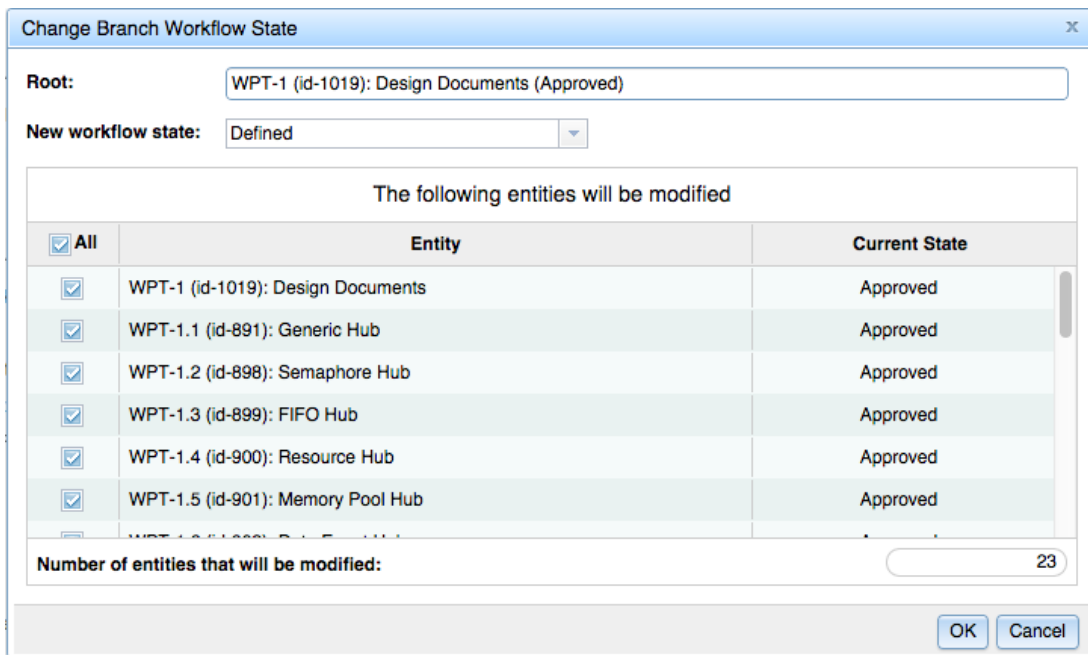 Change Branch Workflow State x
Root: WPT-1 (id-1019): Design Documents (Approved)
New workflow state: Defined
The following entities will be modified
All Entity Current State
WPT-1 (id-1019): Design Documents Approved
WPT-1.1 (id-891): Generic Hub Approved
WPT-1.2 (id-898): Semaphore Hub Approved
WPT-1.3 (id-899): FIFO Hub Approved
WPT-1.4 (id-900): Resource Hub Approved
WPT-1.5 (id-901): Memory Pool Hub Approved
Number of entities that will be modified: 23
OK Cancel